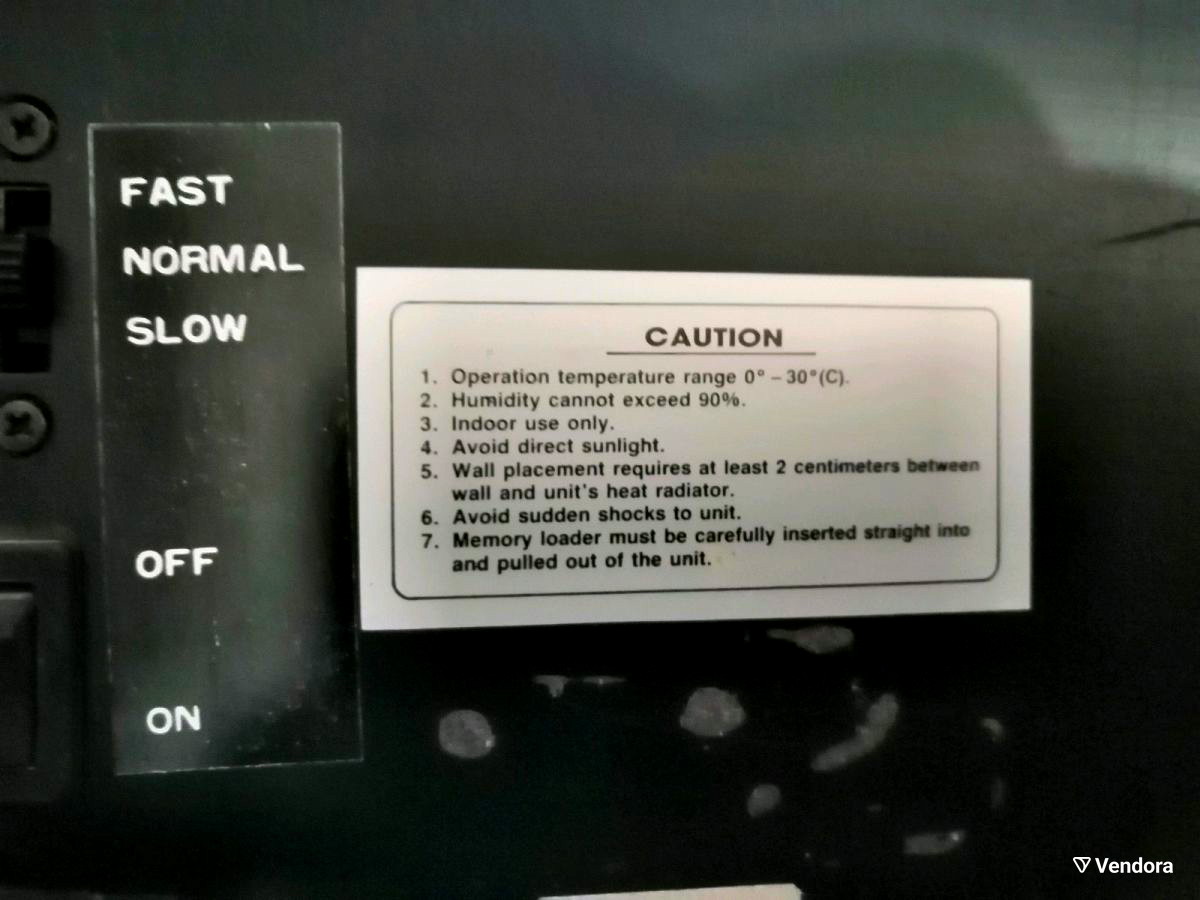 FAST
NORMAL
SLOW
OFF
ON
CAUTION
1. Operation temperature range 0° – 30°(C).
2. Humidity cannot exceed 90%.
3. Indoor use only.
4. Avoid direct sunlight.
5. Wall placement requires at least 2 centimeters between
wall and unit's heat radiator.
6. Avoid sudden shocks to unit.
7. Memory loader must be carefully inserted straight into
and pulled out of the unit.
Vendora